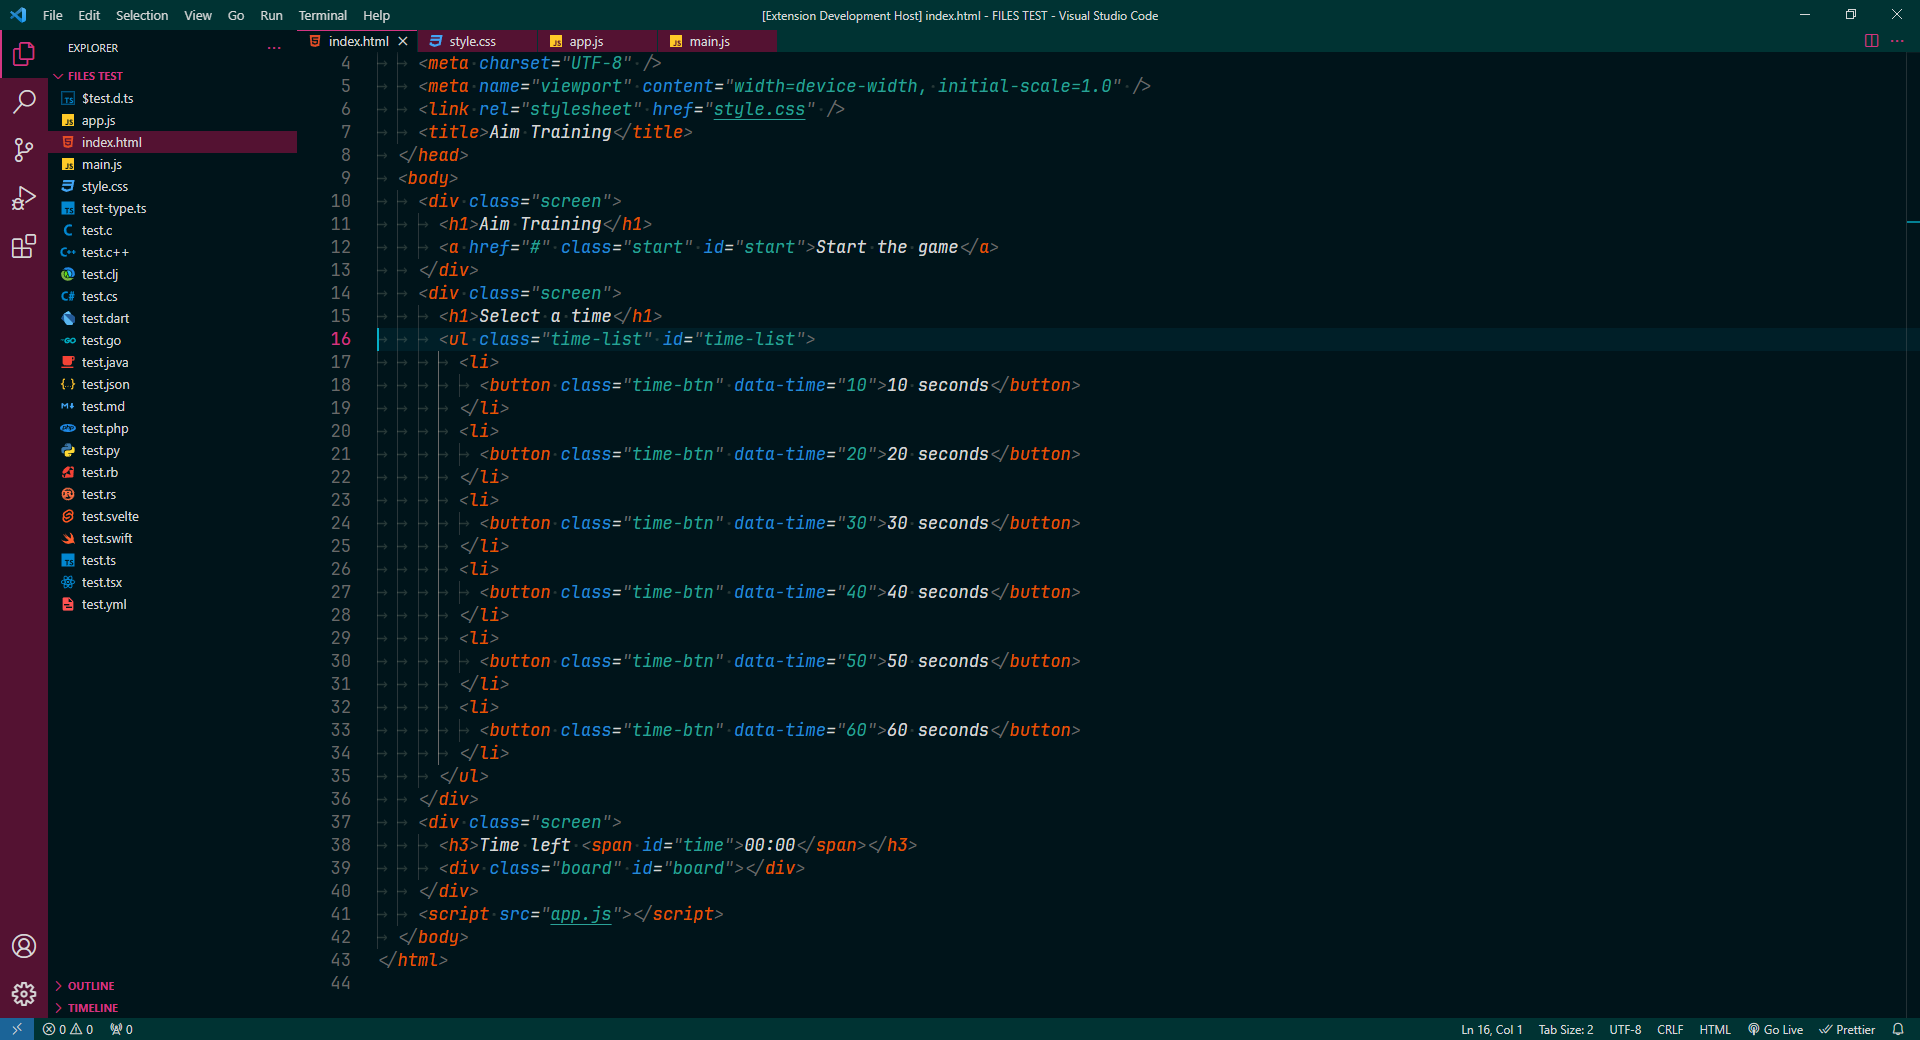 File Edit Selection View Go Run Terminal Help
[Extension Development Host] index.html - FILES TEST - Visual Studio Code
EXPLORER
FILES TEST
$test.d.ts
app.js
index.html
main.js
style.css
test-type.ts
test.c
test.c++
test.clj
test.cs
test.dart
test.go
test.java
test.json
test.md
test.php
test.py
test.rb
test.rs
test.svelte
test.swift
test.ts
test.tsx
test.yml
OUTLINE
TIMELINE
index.html style.css app.js main.js
4 <meta charset="UTF-8" />
5 <meta name="viewport" content="width=device-width, initial-scale=1.0" />
6 <link rel="stylesheet" href="style.css" />
7 <title>Aim Training</title>
8 </head>
9 <body>
10 <div class="screen">
11 <h1>Aim Training</h1>
12 <a href="#" class="start" id="start">Start the game</a>
13 </div>
14 <div class="screen">
15 <h1>Select a time</h1>
16 <ul class="time-list" id="time-list">
17 <li>
18 <button class="time-btn" data-time="10">10 seconds</button>
19 </li>
20 <li>
21 <button class="time-btn" data-time="20">20 seconds</button>
22 </li>
23 <li>
24 <button class="time-btn" data-time="30">30 seconds</button>
25 </li>
26 <li>
27 <button class="time-btn" data-time="40">40 seconds</button>
28 </li>
29 <li>
30 <button class="time-btn" data-time="50">50 seconds</button>
31 </li>
32 <li>
33 <button class="time-btn" data-time="60">60 seconds</button>
34 </li>
35 </ul>
36 </div>
37 <div class="screen">
38 <h3>Time left <span id="time">00:00</span></h3>
39 <div class="board" id="board"></div>
40 </div>
41 <script src="app.js"></script>
42 </body>
43 </html>
44
0 0 0
Ln 16, Col 1 Tab Size: 2 UTF-8 CRLF HTML Go Live Prettier